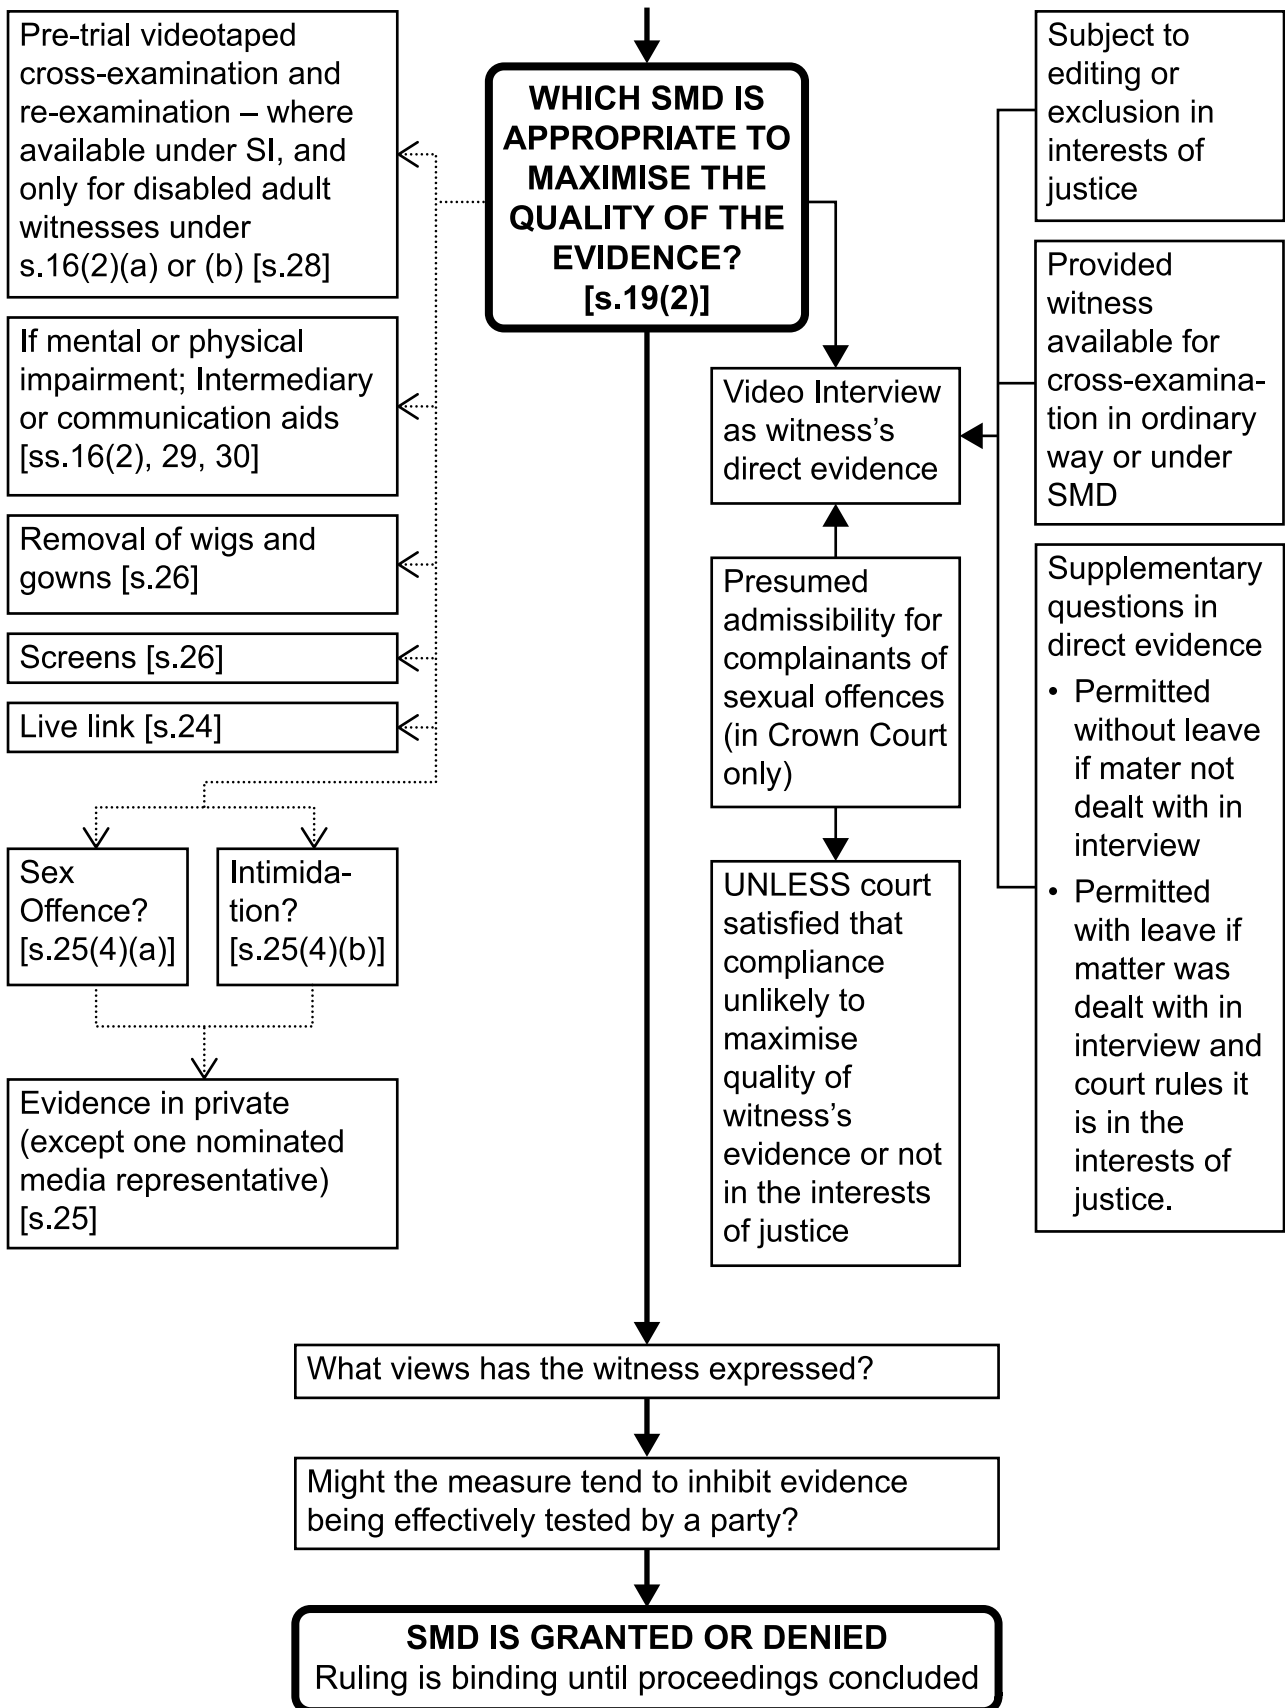 Pre-trial videotaped
cross-examination and
re-examination – where
available under SI, and
only for disabled adult
witnesses under
s.16(2)(a) or (b) [s.28]
If mental or physical
impairment; Intermediary
or communication aids
[ss.16(2), 29, 30]
Removal of wigs and
gowns [s.26]
Screens [s.26]
Live link [s.24]
Sex
Offence?
[s.25(4)(a)]
Intimida-
tion?
[s.25(4)(b)]
Evidence in private
(except one nominated
media representative)
[s.25]
WHICH SMD IS
APPROPRIATE TO
MAXIMISE THE
QUALITY OF THE
EVIDENCE?
[s.19(2)]
Video Interview
as witness’s
direct evidence
Presumed
admissibility for
complainants of
sexual offences
(in Crown Court
only)
UNLESS court
satisfied that
compliance
unlikely to
maximise
quality of
witness’s
evidence or not
in the interests
of justice
Subject to
editing or
exclusion in
interests of
justice
Provided
witness
available for
cross-examina-
tion in ordinary
way or under
SMD
Supplementary
questions in
direct evidence
• Permitted
without leave
if mater not
dealt with in
interview
• Permitted
with leave if
matter was
dealt with in
interview and
court rules it
is in the
interests of
justice.
What views has the witness expressed?
Might the measure tend to inhibit evidence
being effectively tested by a party?
SMD IS GRANTED OR DENIED
Ruling is binding until proceedings concluded